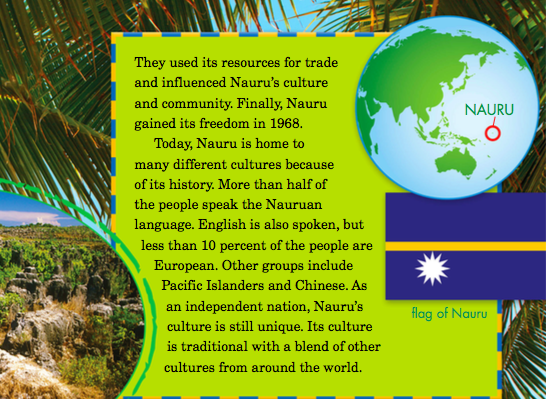 They used its resources for trade
and influenced Nauru's culture
and community. Finally, Nauru
gained its freedom in 1968.
Today, Nauru is home to
many different cultures because
of its history. More than half of
the people speak the Nauruan
language. English is also spoken, but
less than 10 percent of the people are
European. Other groups include
Pacific Islanders and Chinese. As
an independent nation, Nauru's
culture is still unique. Its culture
is traditional with a blend of other
cultures from around the world.
NAURU
flag of Nauru